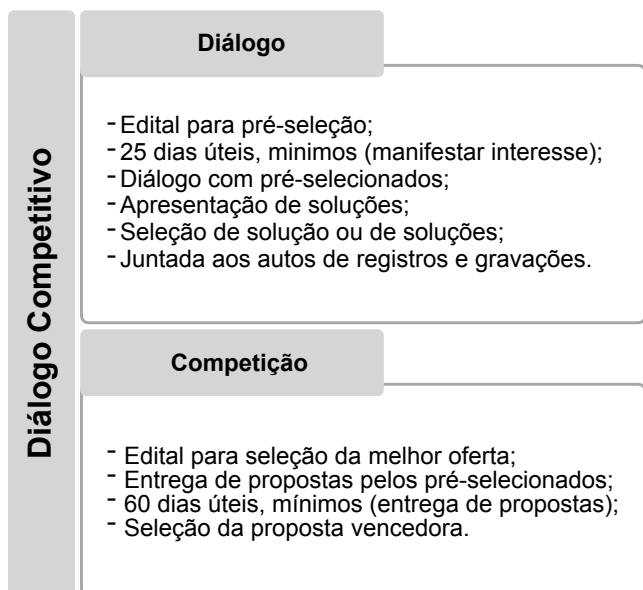 Diálogo Competitivo
Diálogo
- Edital para pré-seleção;
- 25 dias úteis, minimos (manifestar interesse);
- Diálogo com pré-selecionados;
- Apresentação de soluções;
- Seleção de solução ou de soluções;
- Juntada aos autos de registros e gravações.
Competição
- Edital para seleção da melhor oferta;
- Entrega de propostas pelos pré-selecionados;
- 60 dias úteis, mínimos (entrega de propostas);
- Seleção da proposta vencedora.